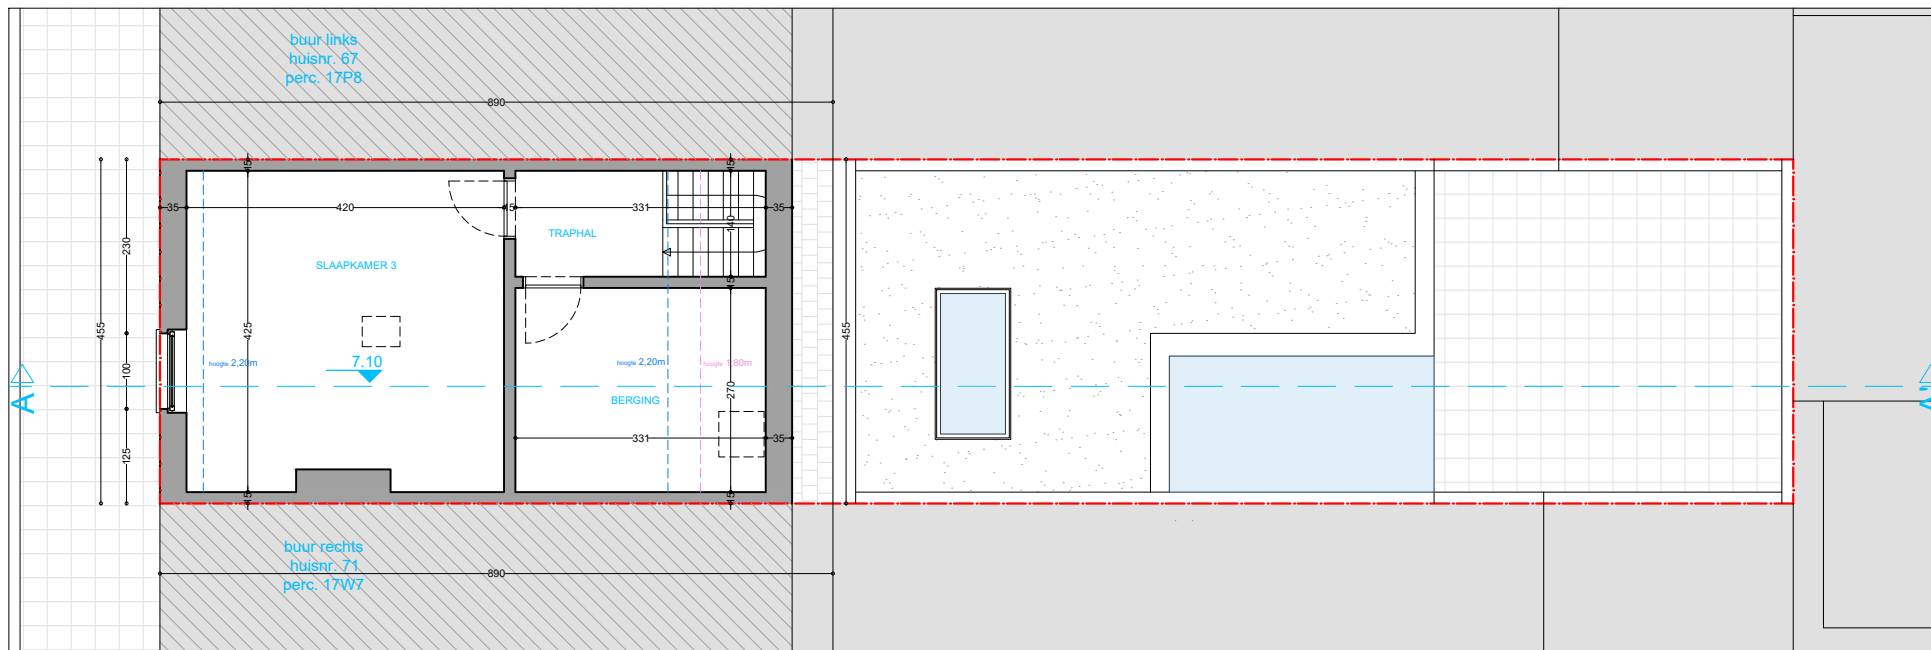 buur links
huisnr. 67
perc. 17P8
890
15
15
35
420
15
331
35
140
TRAPHAL
230
SLAAPKAMER 3
15
455
425
455
hoogte 2,20m
7.10
hoogte 2,20m
hoogte 1,80m
100
270
A
BERGING
A'
331
35
125
15
15
buur rechts
huisnr. 71
perc. 17W7
890